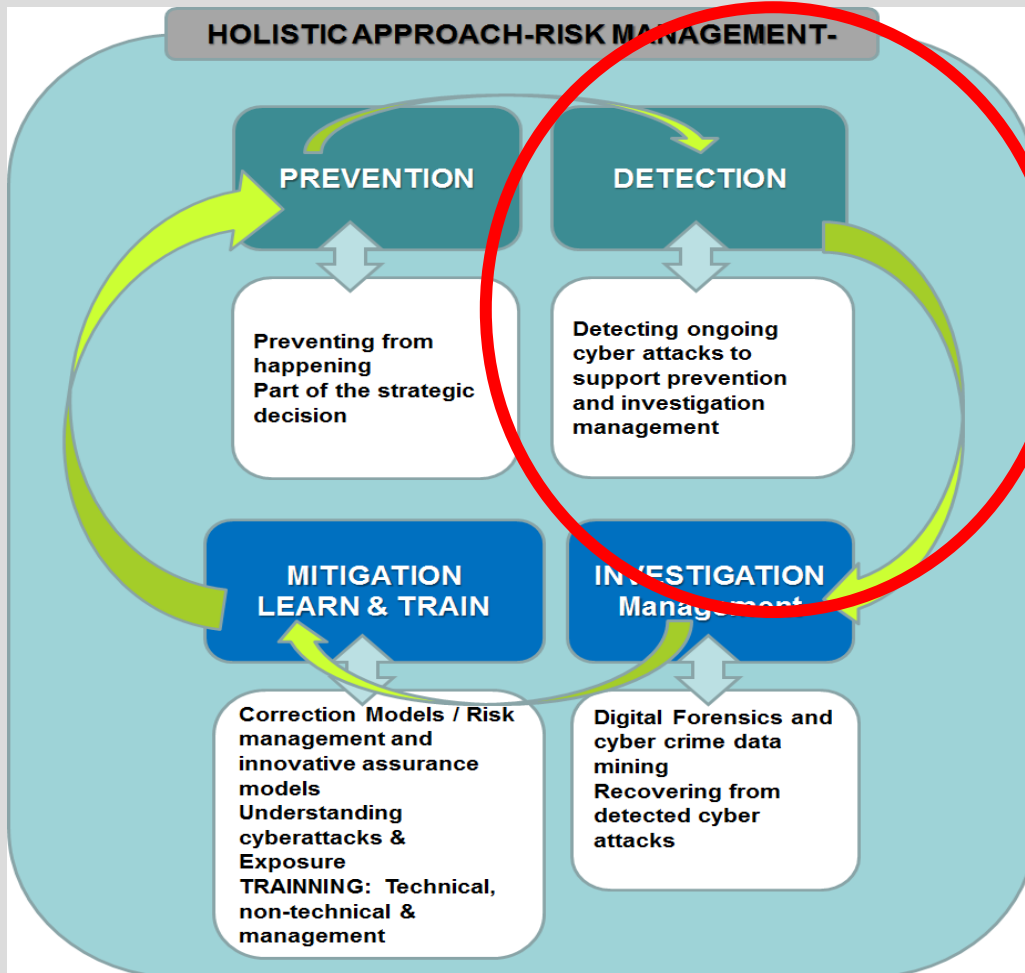 HOLISTIC APPROACH-RISK MANAGEMENT-
PREVENTION
DETECTION
Preventing from
happening
Part of the strategic
decision
Detecting ongoing
cyber attacks to
support prevention
and investigation
management
MITIGATION
LEARN & TRAIN
INVESTIGATION
Management
Correction Models / Risk
management and
innovative assurance
models
Understanding
cyberattacks &
Exposure
TRAINNING: Technical,
non-technical &
management
Digital Forensics and
cyber crime data
mining
Recovering from
detected cyber
attacks